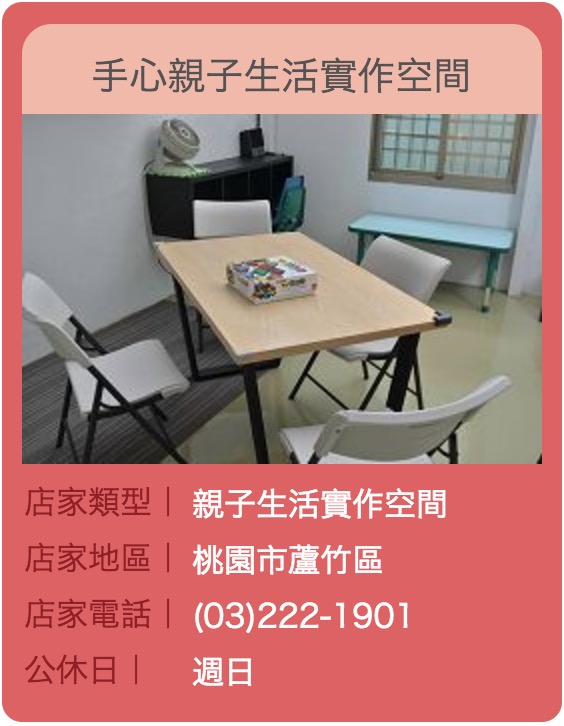 手心親子生活實作空間
店家類型｜ 親子生活實作空間
店家地區｜ 桃園市蘆竹區
店家電話｜ (03)222-1901
公休日｜ 週日